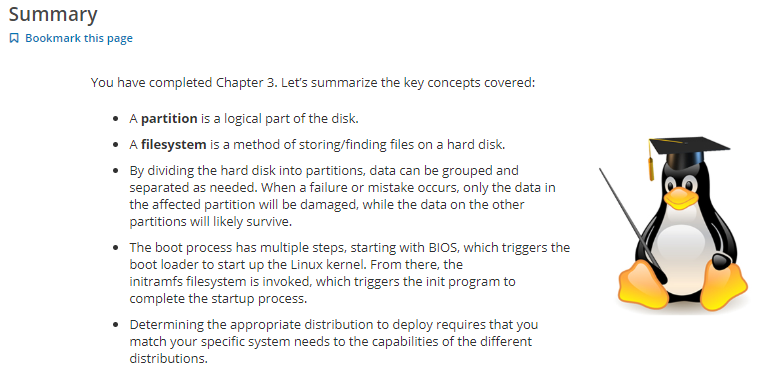 Summary
Bookmark this page
You have completed Chapter 3. Let's summarize the key concepts covered:
• A partition is a logical part of the disk.
• A filesystem is a method of storing/finding files on a hard disk.
• By dividing the hard disk into partitions, data can be grouped and
separated as needed. When a failure or mistake occurs, only the data in
the affected partition will be damaged, while the data on the other
partitions will likely survive.
• The boot process has multiple steps, starting with BIOS, which triggers the
boot loader to start up the Linux kernel. From there, the
initramfs filesystem is invoked, which triggers the init program to
complete the startup process.
• Determining the appropriate distribution to deploy requires that you
match your specific system needs to the capabilities of the different
distributions.